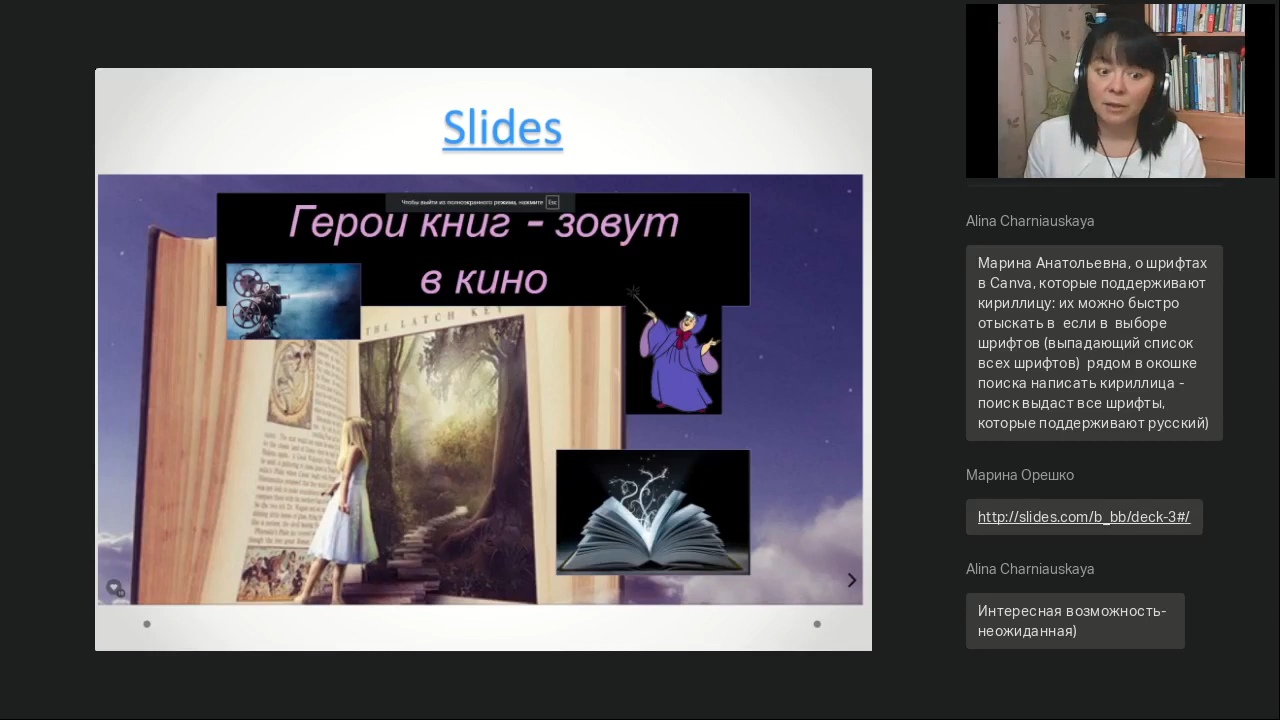 Slides
Чтобы выйти из полноэкранного режима, нажмите Esc
Герои книг - зовут
в кино
THE LATCH KEY
Alina Charniauskaya
Марина Анатольевна, о шрифтах
в Canva, которые поддерживают
кириллицу: их можно быстро
отыскать в если в выборе
шрифтов (выпадающий список
всех шрифтов) рядом в окошке
поиска написать кириллица -
поиск выдаст все шрифты,
которые поддерживают русский)
Марина Орешко
http://slides.com/b_bb/deck-3#/
Alina Charniauskaya
Интересная возможность-
неожиданная)